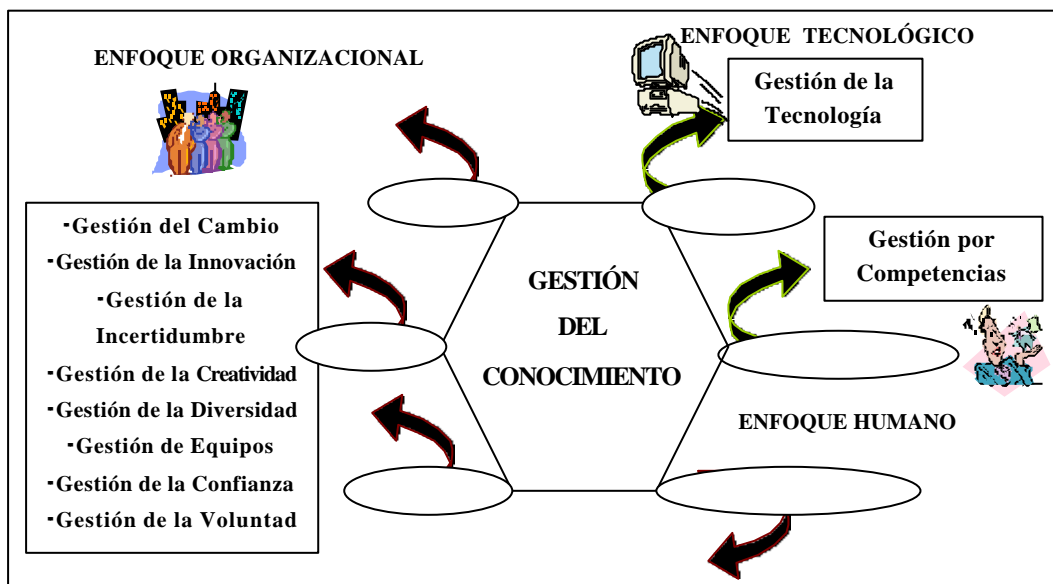 ENFOQUE ORGANIZACIONAL
ENFOQUE TECNOLÓGICO
Gestión de la
Tecnología
-Gestión del Cambio
-Gestión de la Innovación
-Gestión de la
Incertidumbre
-Gestión de la Creatividad
-Gestión de la Diversidad
-Gestión de Equipos
-Gestión de la Confianza
-Gestión de la Voluntad
GESTIÓN
DEL
CONOCIMIENTO
Gestión por
Competencias
ENFOQUE HUMANO